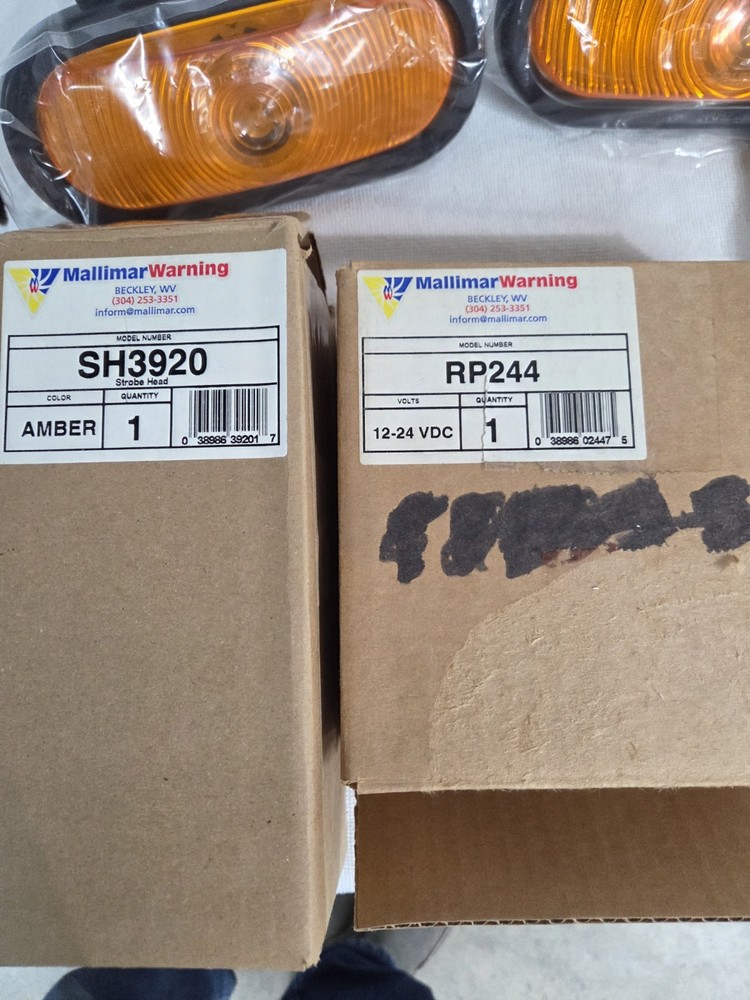 MallimarWarning
BECKLEY, WV
(304) 253-3351
inform@mallimar.com
MODEL NUMBER
SH3920
Strobe Head
COLOR
QUANTITY
AMBER
1
0 38986 39201 7
MallimarWarning
BECKLEY, WV
(304) 253-3351
inform@mallimar.com
MODEL NUMBER
RP244
VOLTS
QUANTITY
12-24 VDC
1
0 38986 02447 5